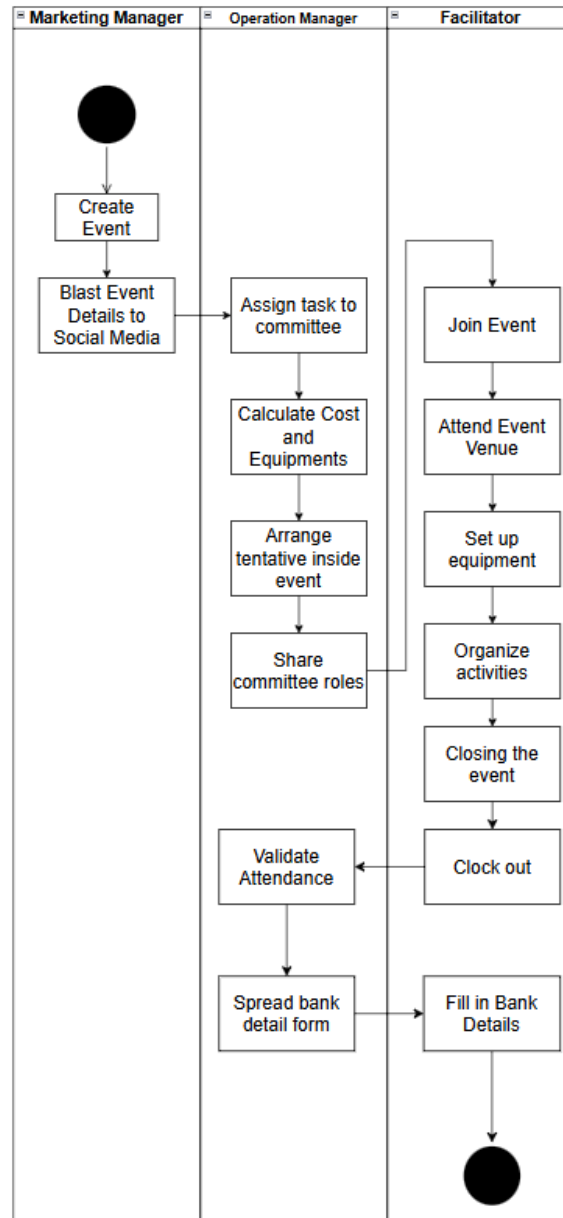 Marketing Manager
Operation Manager
Facilitator
Create
Event
Blast Event
Details to
Social Media
Assign task to
committee
Calculate Cost
and
Equipments
Arrange
tentative inside
event
Share
committee roles
Join Event
Attend Event
Venue
Set up
equipment
Organize
activities
Closing the
event
Clock out
Validate
Attendance
Spread bank
detail form
Fill in Bank
Details